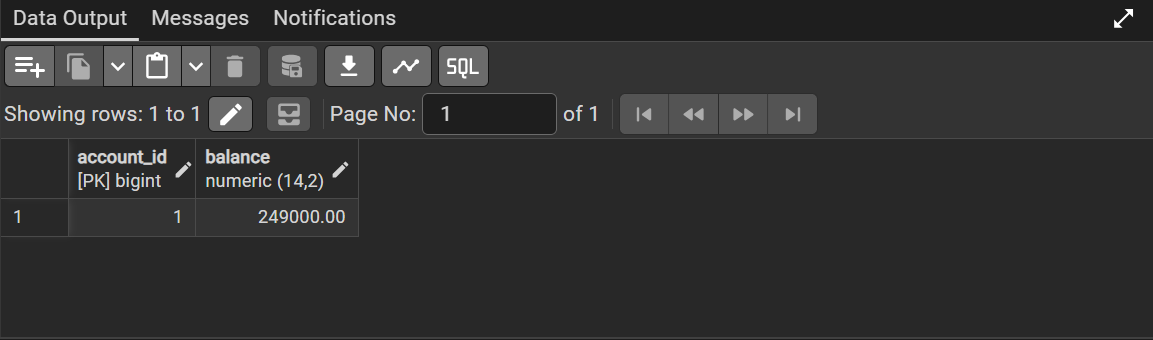 Data Output Messages Notifications
SQL
Showing rows: 1 to 1 Page No: 1 of 1
account_id balance
[PK] bigint numeric (14,2)
1 1 249000.00